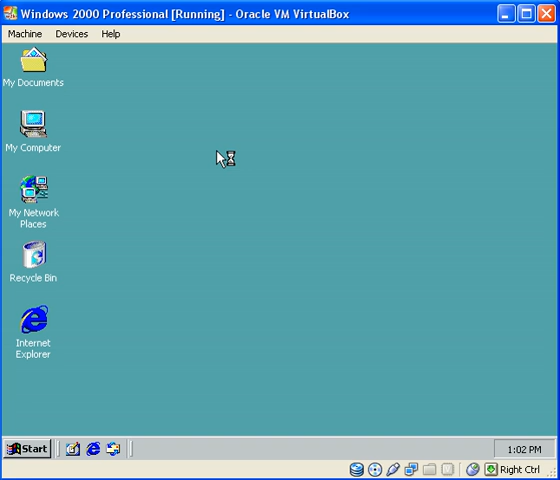 Windows 2000 Professional [Running] - Oracle VM VirtualBox
Machine Devices Help
My Documents
My Computer
My Network
Places
Recycle Bin
Internet
Explorer
Start
1:02 PM
Right Ctrl